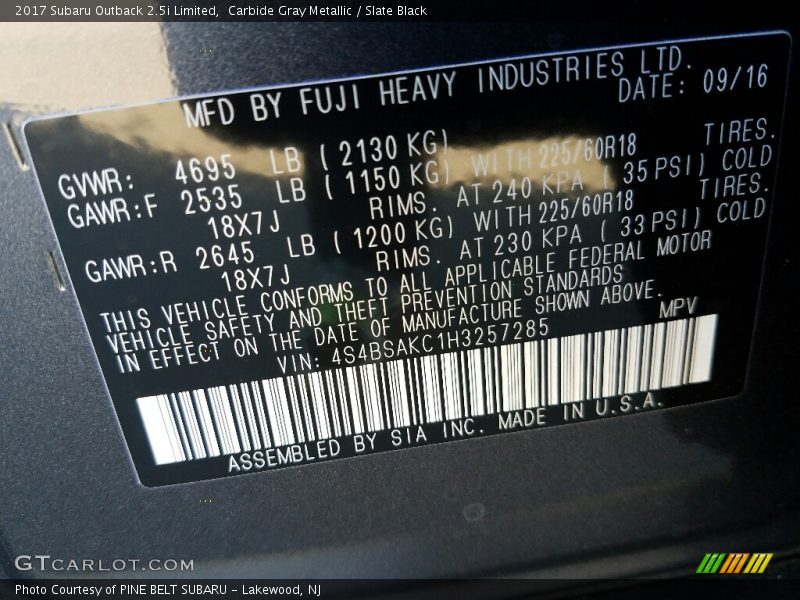 2017 Subaru Outback 2.5i Limited,  Carbide Gray Metallic / Slate Black
MFD BY FUJI HEAVY INDUSTRIES LTD.
DATE: 09/16
GVWR: 4695 LB ( 2130 KG)
GAWR:F 2535 LB ( 1150 KG) WITH 225/60R18 TIRES.
18X7J RIMS. AT 240 KPA ( 35 PSI) COLD
GAWR:R 2645 LB ( 1200 KG) WITH 225/60R18 TIRES.
18X7J RIMS. AT 230 KPA ( 33 PSI) COLD
THIS VEHICLE CONFORMS TO ALL APPLICABLE FEDERAL MOTOR
VEHICLE SAFETY AND THEFT PREVENTION STANDARDS
IN EFFECT ON THE DATE OF MANUFACTURE SHOWN ABOVE.
VIN: 4S4BSAKC1H3257285 MPV
ASSEMBLED BY SIA INC. MADE IN U.S.A.
GTCARLOT.COM
Photo Courtesy of PINE BELT SUBARU - Lakewood, NJ